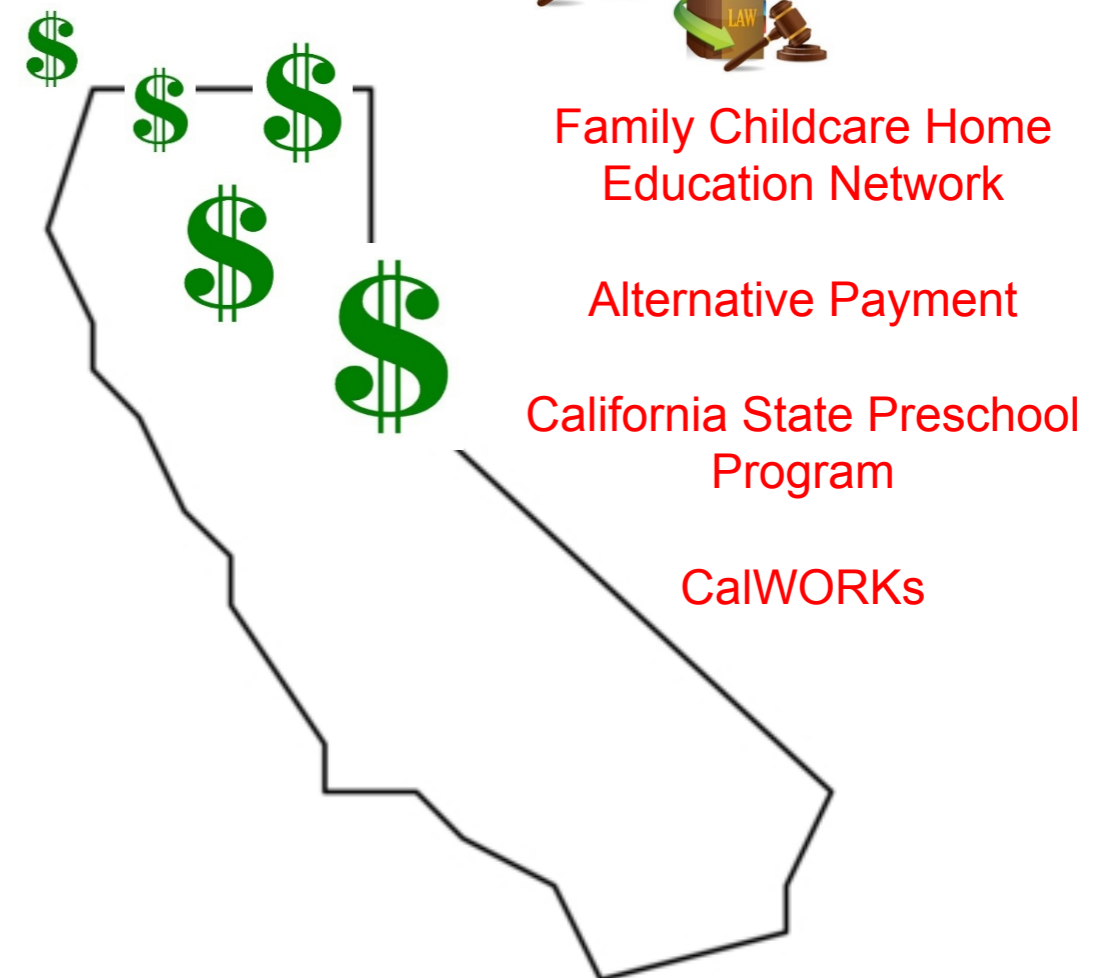 LAW
Family Childcare Home
Education Network
Alternative Payment
California State Preschool
Program
CalWORKs